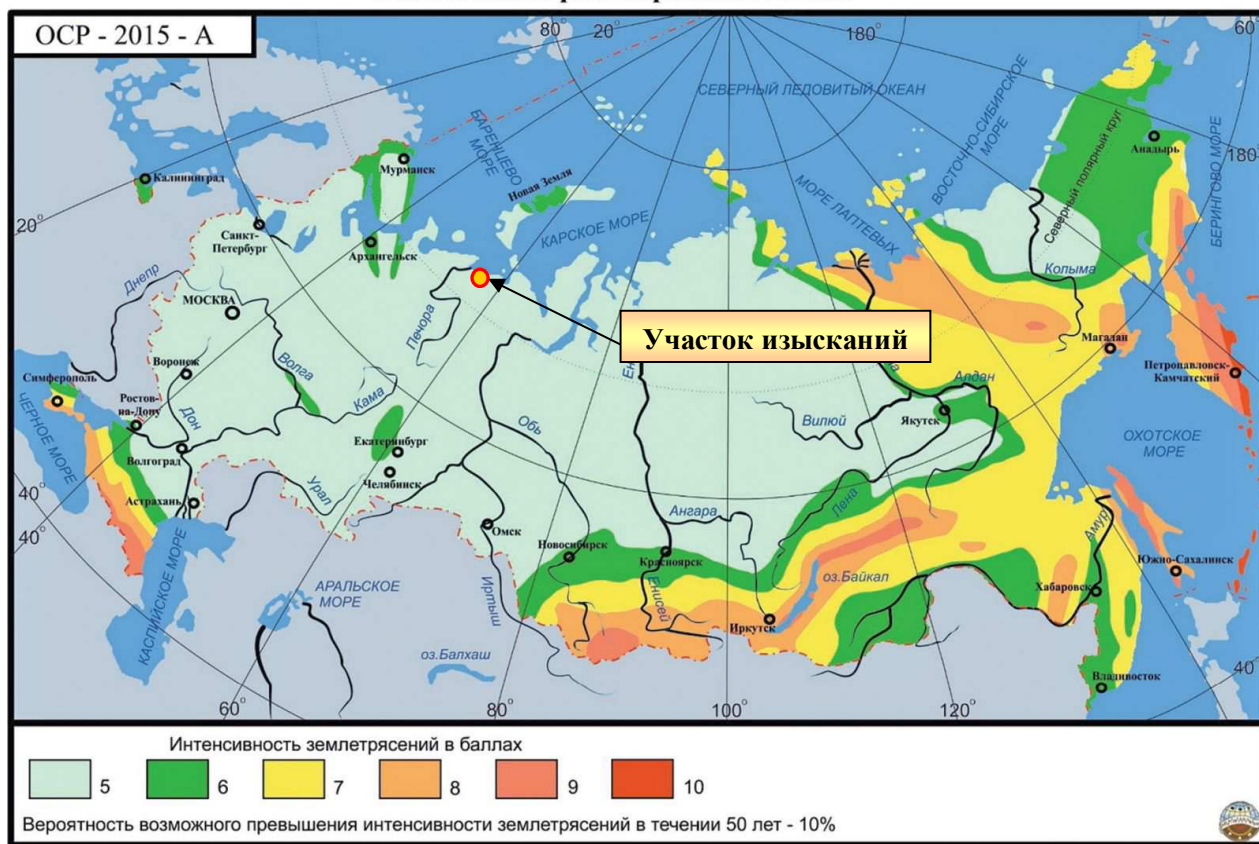 ОСР - 2015 - А
80°
20°
180°
60°
СЕВЕРНЫЙ ЛЕДОВИТЫЙ ОКЕАН
БАРЕНЦЕВО
МОРЕ
ВОСТОЧНО-СИБИРСКОЕ
МОРЕ
Северный полярный круг
Анадырь
180°
БЕРИНГОВО МОРЕ
Калининград
Мурманск
Новая Земля
МОРЕ ЛАПТЕВЫХ
20°
Санкт-
Петербург
Архангельск
КАРСКОЕ МОРЕ
Колыма
Днепр
МОСКВА
Печора
Участок изысканий
Магалан
Петропавловск-
Камчатский
Воронеж
Волга
Кама
Обь
Алдан
Симферополь
ЧЕРНОЕ МОРЕ
Ростов-
на-Дону
Дон
Вилюй
Якутск
ОХОТСКОЕ
МОРЕ
Волгоград
Екатеринбург
Челябинск
40°
Астрахань
Урал
Омск
Ангара
Лена
Амур
40°
Новосибирск
Красноярск
Южно-Сахалинск
КАСПИЙСКОЕ МОРЕ
АРАЛЬСКОЕ
МОРЕ
Иртыш
Енисей
оз.Байкал
Хабаровск
Иркутск
оз.Балхаш
40°
Владивосток
60°
80°
100°
120°
Интенсивность землетрясений в баллах
5 6 7 8 9 10
Вероятность возможного превышения интенсивности землетрясений в течении 50 лет - 10%